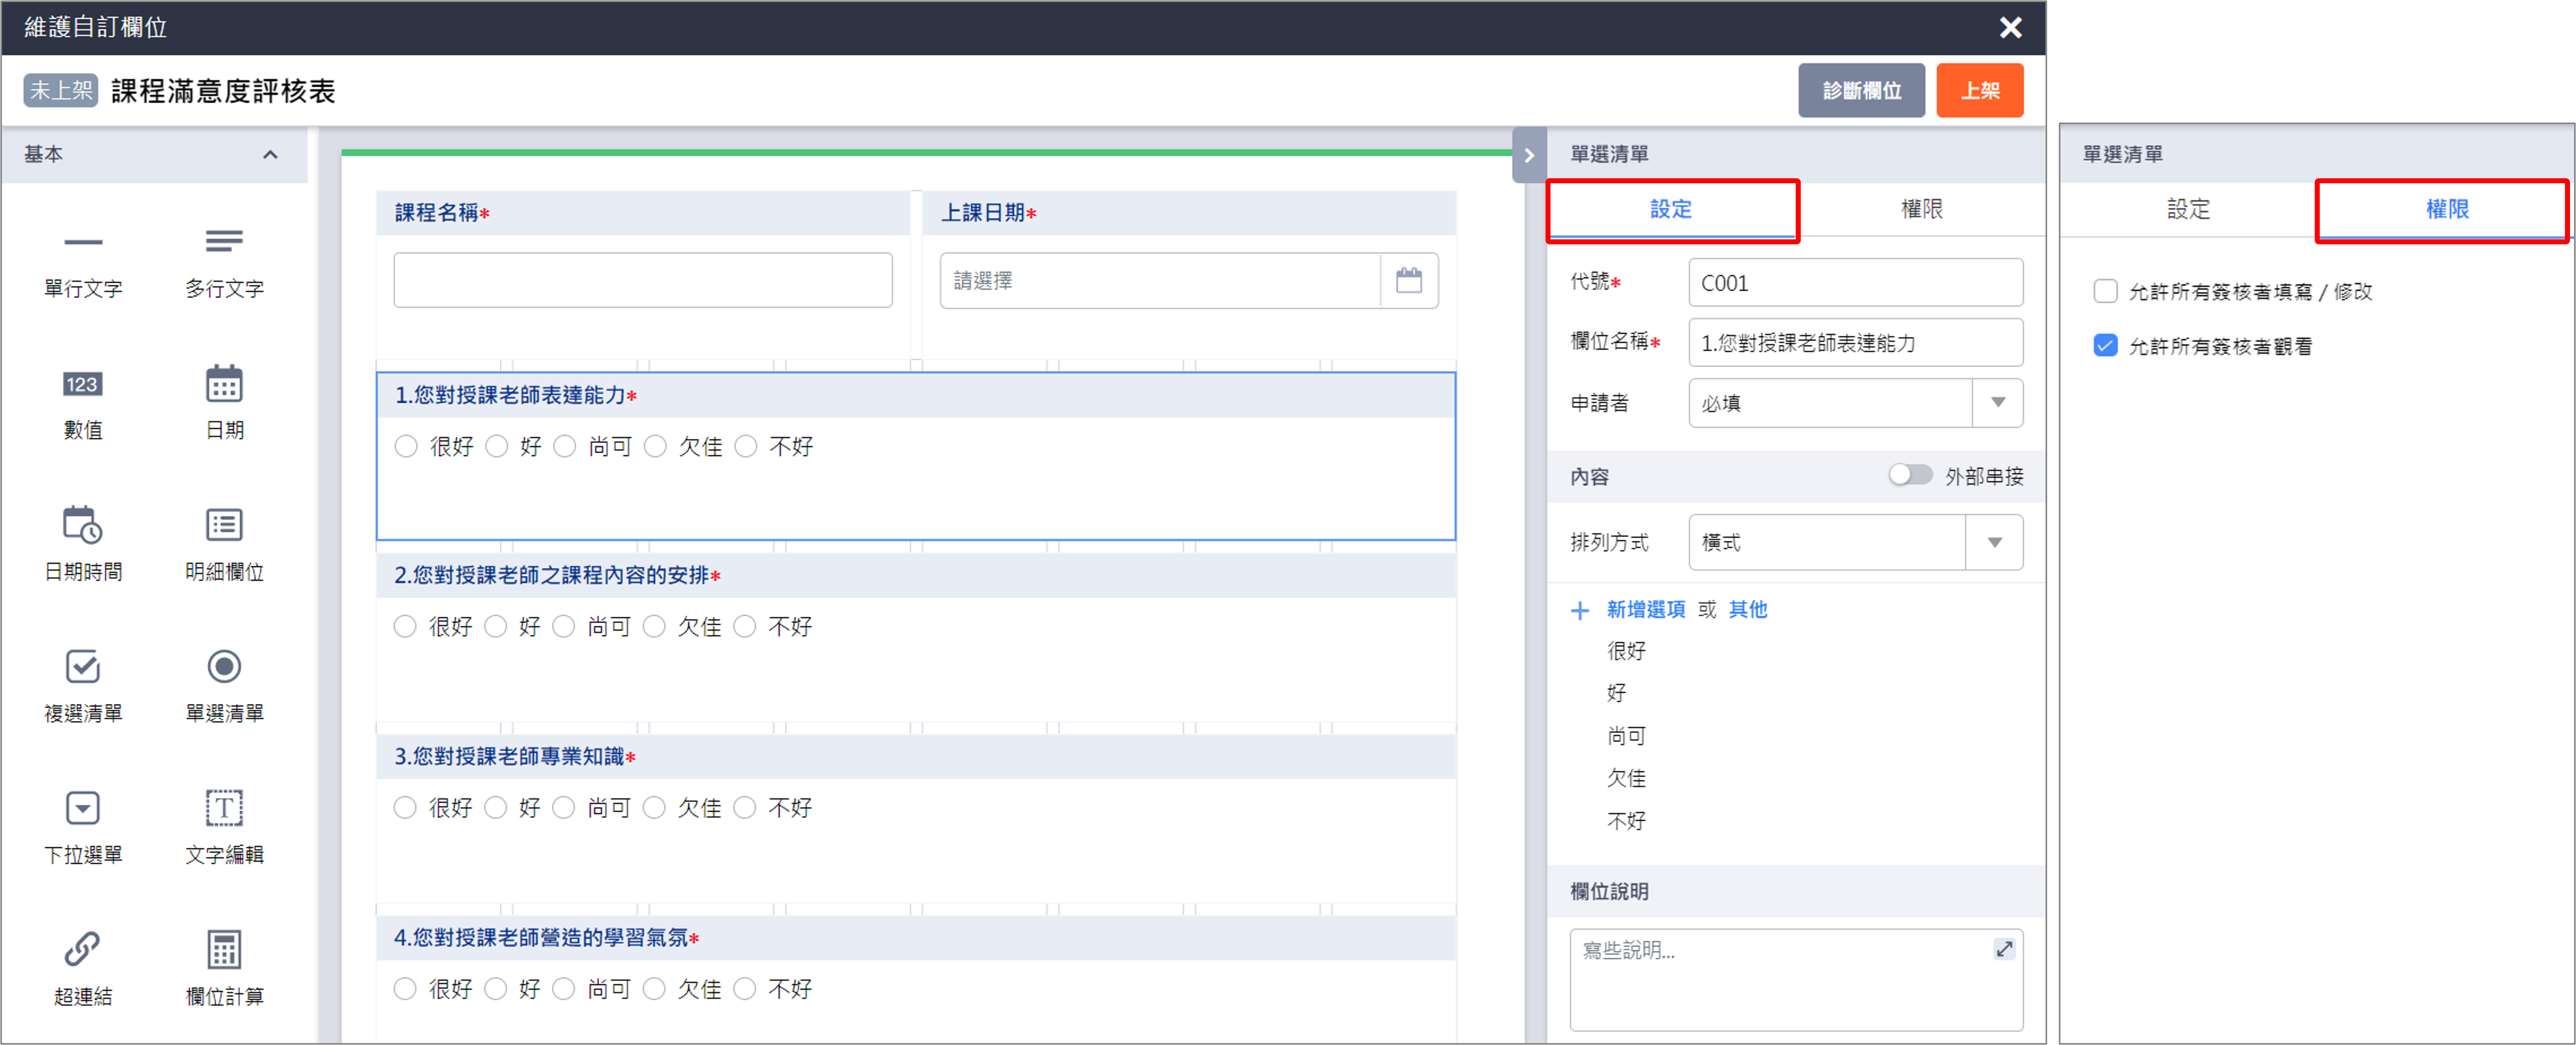 維護自訂欄位
未上架 課程滿意度評核表
診斷欄位 上架
基本
單行文字 多行文字
123
數值 日期
日期時間 明細欄位
複選清單 單選清單
T
下拉選單 文字編輯
超連結 欄位計算
課程名稱* 上課日期*
請選擇
1.您對授課老師表達能力*
很好 好 尚可 欠佳 不好
2.您對授課老師之課程內容的安排*
很好 好 尚可 欠佳 不好
3.您對授課老師專業知識*
很好 好 尚可 欠佳 不好
4.您對授課老師營造的學習氣氛*
很好 好 尚可 欠佳 不好
單選清單
設定 權限
代號* C001
欄位名稱* 1.您對授課老師表達能力
申請者 必填
內容 外部串接
排列方式 橫式
+ 新增選項 或 其他
很好
好
尚可
欠佳
不好
欄位說明
寫些說明...
單選清單
設定 權限
允許所有簽核者填寫 / 修改
允許所有簽核者觀看